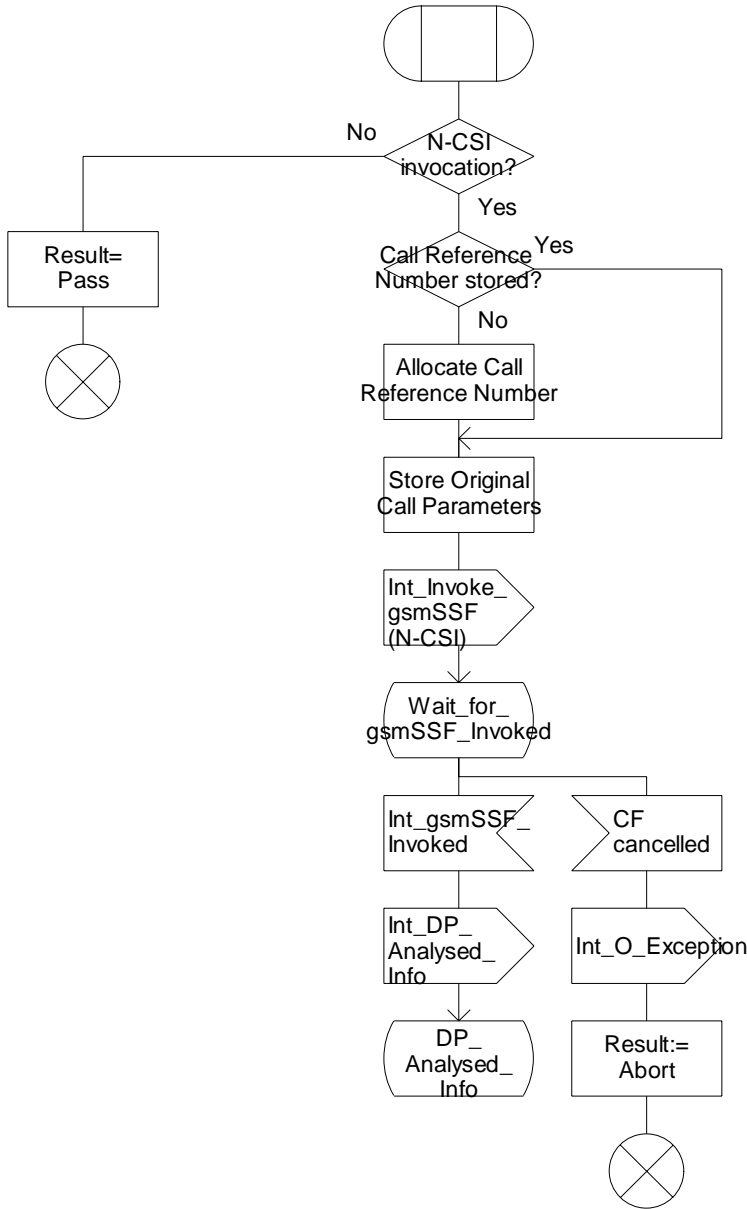 No
N-CSI
invocation?
Yes
Result=
Pass
Call Reference
Number stored?
Yes
No
Allocate Call
Reference Number
Store Original
Call Parameters
Int_Invoke_
gsmSSF
(N-CSI)
Wait_for_
gsmSSF_Invoked
Int_gsmSSF_
Invoked
CF
cancelled
Int_DP_
Analysed_
Info
Int_O_Exception
DP_
Analysed_
Info
Result:=
Abort